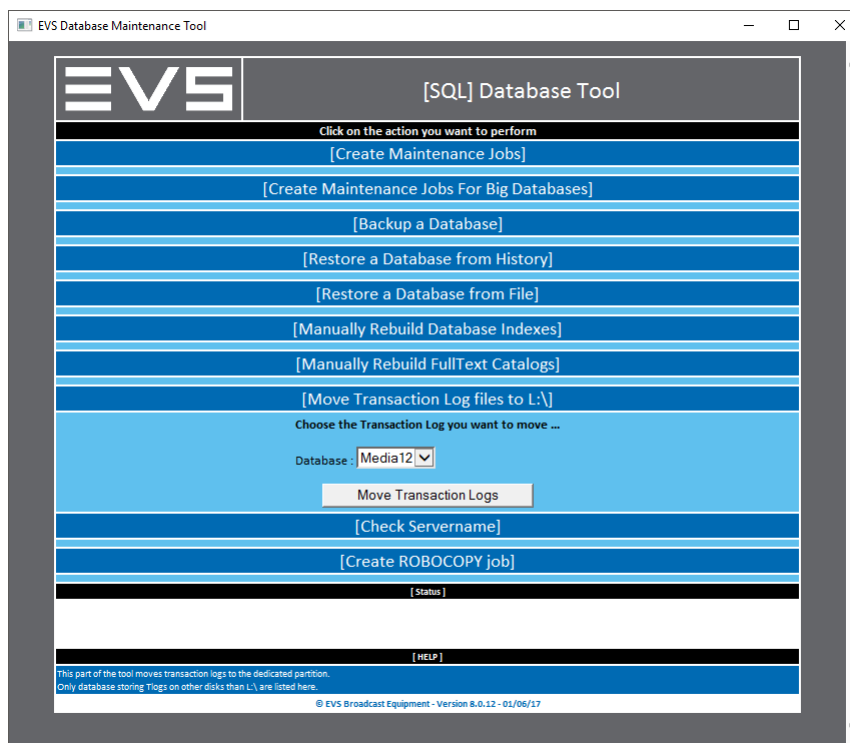 EVS Database Maintenance Tool
EVS
[SQL] Database Tool
Click on the action you want to perform
[Create Maintenance Jobs]
[Create Maintenance Jobs For Big Databases]
[Backup a Database]
[Restore a Database from History]
[Restore a Database from File]
[Manually Rebuild Database Indexes]
[Manually Rebuild FullText Catalogs]
[Move Transaction Log files to L:\]
Choose the Transaction Log you want to move ...
Database : Media12
Move Transaction Logs
[Check Servername]
[Create ROBOCOPY job]
[ Status ]
[ HELP ]
This part of the tool moves transaction logs to the dedicated partition.
Only database storing Tlogs on other disks than L:\ are listed here.
© EVS Broadcast Equipment - Version 8.0.12 - 01/06/17